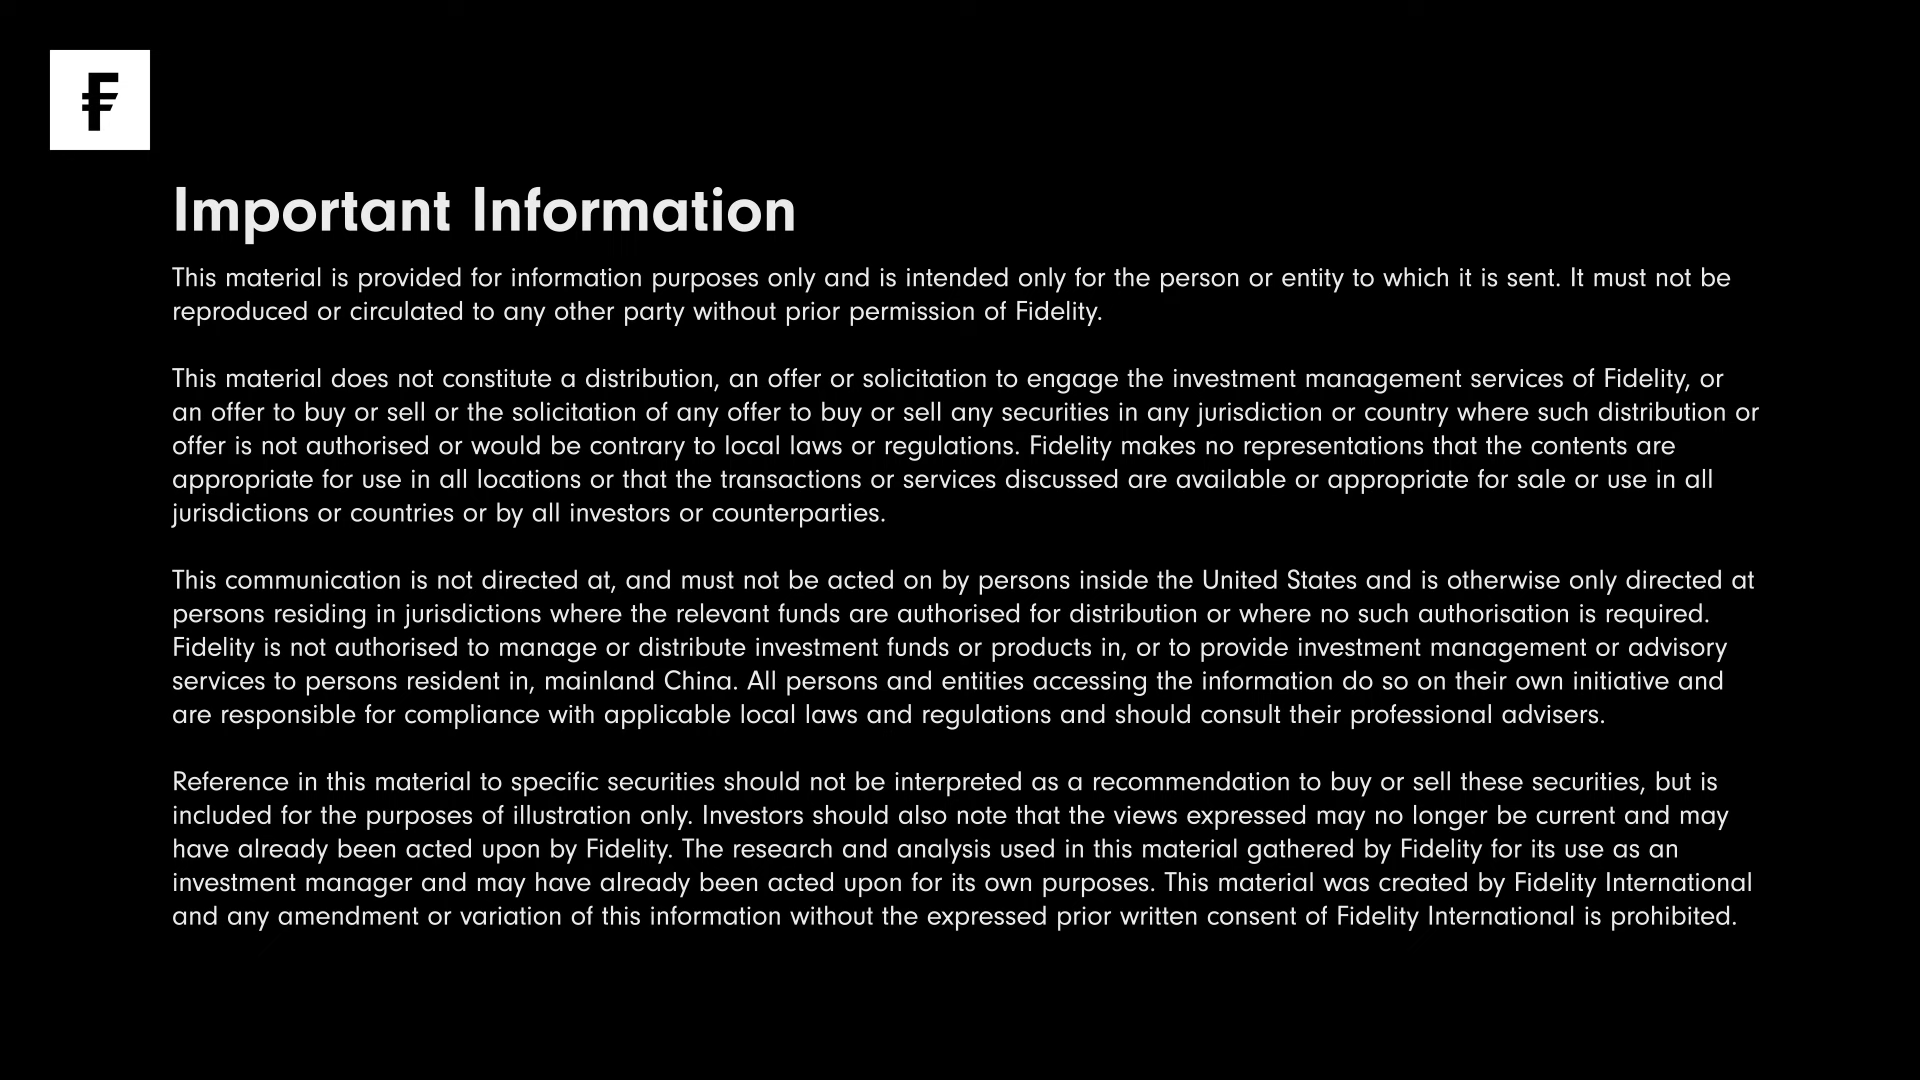 Important Information
This material is provided for information purposes only and is intended only for the person or entity to which it is sent. It must not be
reproduced or circulated to any other party without prior permission of Fidelity.
This material does not constitute a distribution, an offer or solicitation to engage the investment management services of Fidelity, or
an offer to buy or sell or the solicitation of any offer to buy or sell any securities in any jurisdiction or country where such distribution or
offer is not authorised or would be contrary to local laws or regulations. Fidelity makes no representations that the contents are
appropriate for use in all locations or that the transactions or services discussed are available or appropriate for sale or use in all
jurisdictions or countries or by all investors or counterparties.
This communication is not directed at, and must not be acted on by persons inside the United States and is otherwise only directed at
persons residing in jurisdictions where the relevant funds are authorised for distribution or where no such authorisation is required.
Fidelity is not authorised to manage or distribute investment funds or products in, or to provide investment management or advisory
services to persons resident in, mainland China. All persons and entities accessing the information do so on their own initiative and
are responsible for compliance with applicable local laws and regulations and should consult their professional advisers.
Reference in this material to specific securities should not be interpreted as a recommendation to buy or sell these securities, but is
included for the purposes of illustration only. Investors should also note that the views expressed may no longer be current and may
have already been acted upon by Fidelity. The research and analysis used in this material gathered by Fidelity for its use as an
investment manager and may have already been acted upon for its own purposes. This material was created by Fidelity International
and any amendment or variation of this information without the expressed prior written consent of Fidelity International is prohibited.